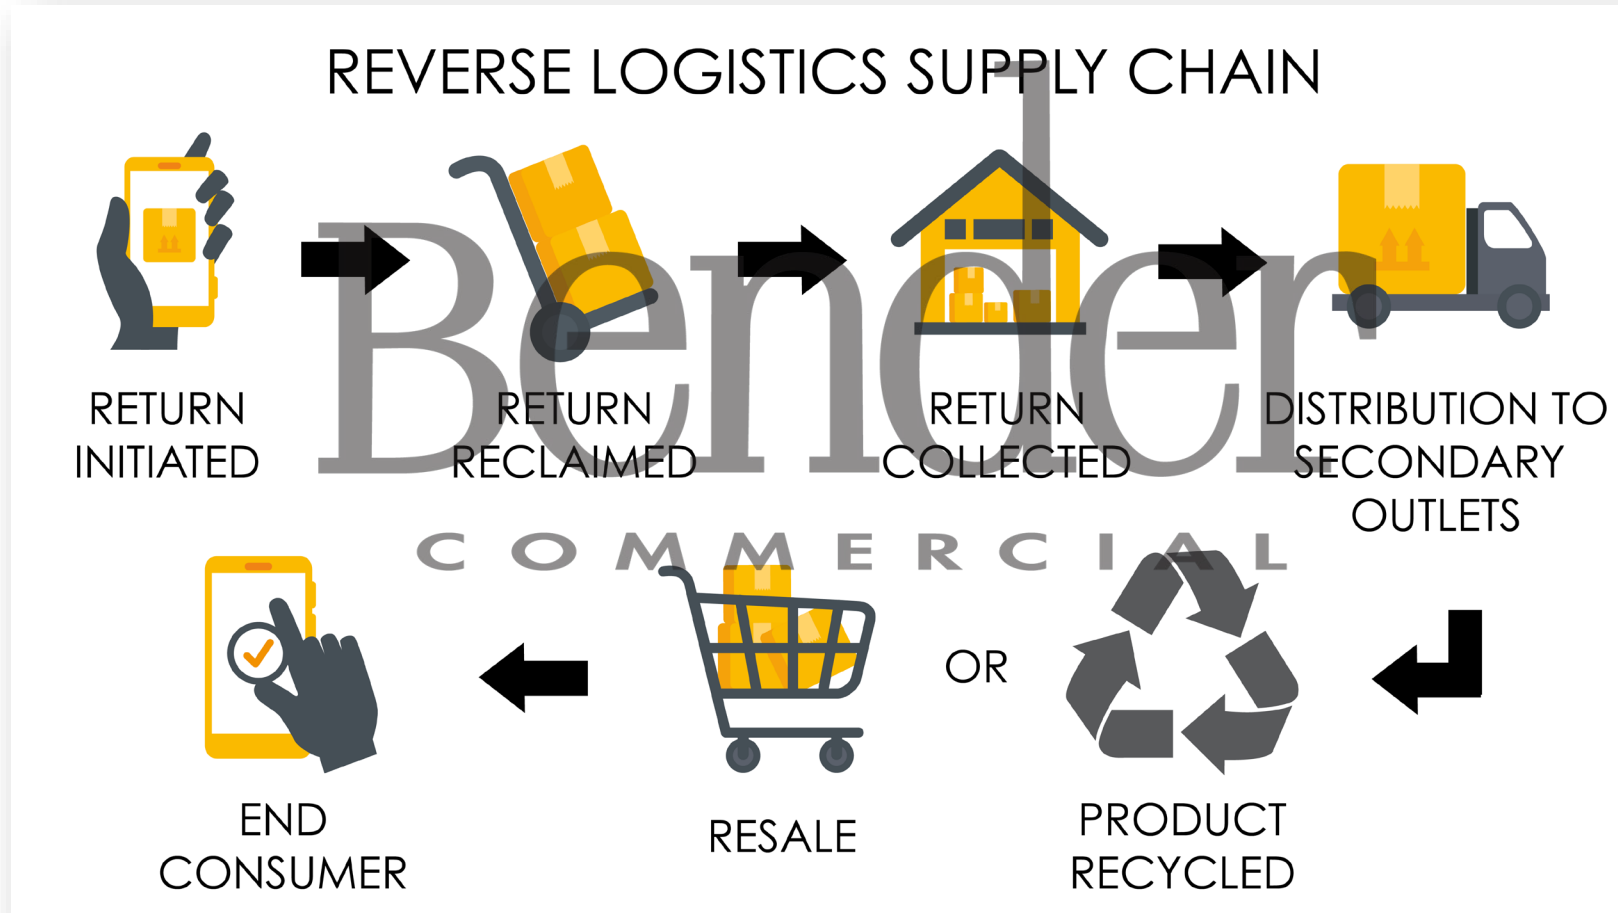 REVERSE LOGISTICS SUPPLY CHAIN
Bender
COMMERCIAL
RETURN
INITIATED
RETURN
RECLAIMED
RETURN
COLLECTED
DISTRIBUTION TO
SECONDARY
OUTLETS
END
CONSUMER
RESALE
OR
PRODUCT
RECYCLED